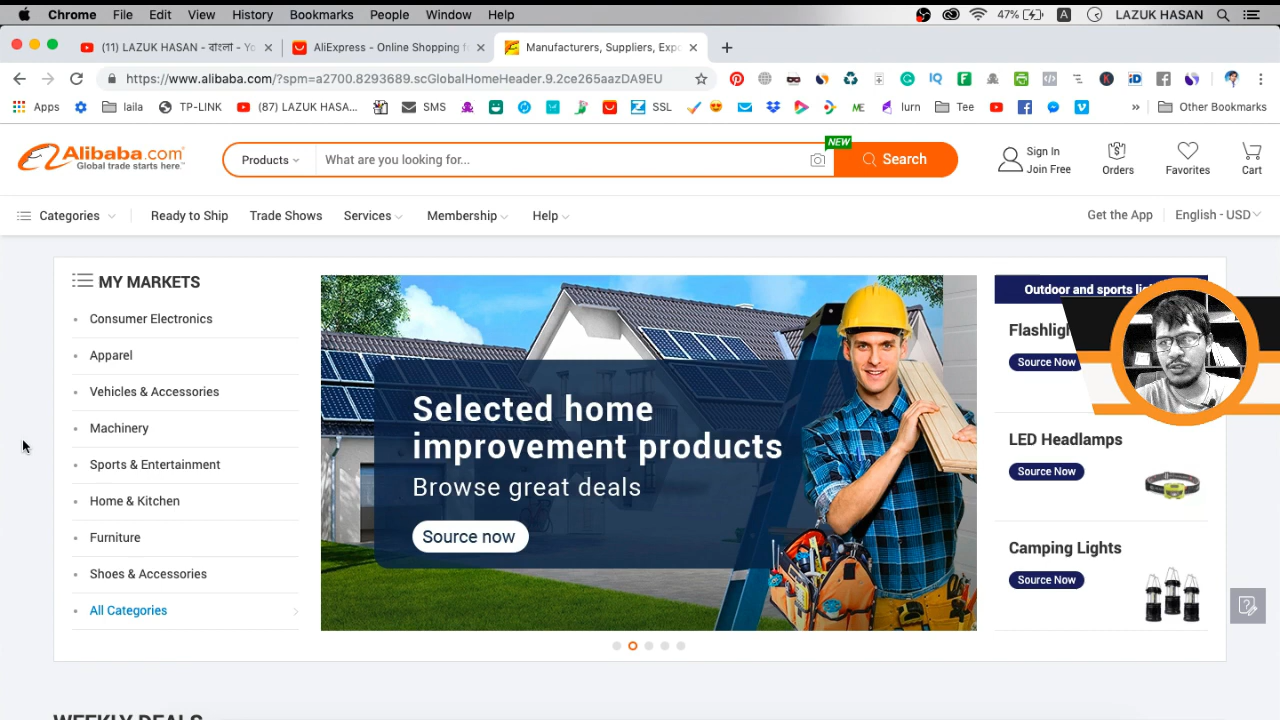 Chrome File Edit View History Bookmarks People Window Help
47% A LAZUK HASAN
(11) LAZUK HASAN - বাংলা - Yo
AliExpress - Online Shopping f
Manufacturers, Suppliers, Expo
https://www.alibaba.com/?spm=a2700.8293689.scGlobalHomeHeader.9.2ce265aazDA9EU
Apps laila TP-LINK (87) LAZUK HASA... SMS SSL lurn Tee » Other Bookmarks
Alibaba.com
Global trade starts here.™
Products What are you looking for... NEW Search
Sign In
Join Free
Orders Favorites Cart
Categories Ready to Ship Trade Shows Services Membership Help Get the App English - USD
MY MARKETS
Consumer Electronics
Apparel
Vehicles & Accessories
Machinery
Sports & Entertainment
Home & Kitchen
Furniture
Shoes & Accessories
All Categories
Selected home
improvement products
Browse great deals
Source now
Outdoor and sports
Source Now
LED Headlamps
Source Now
Camping Lights
Source Now
WEEKLY DEALS